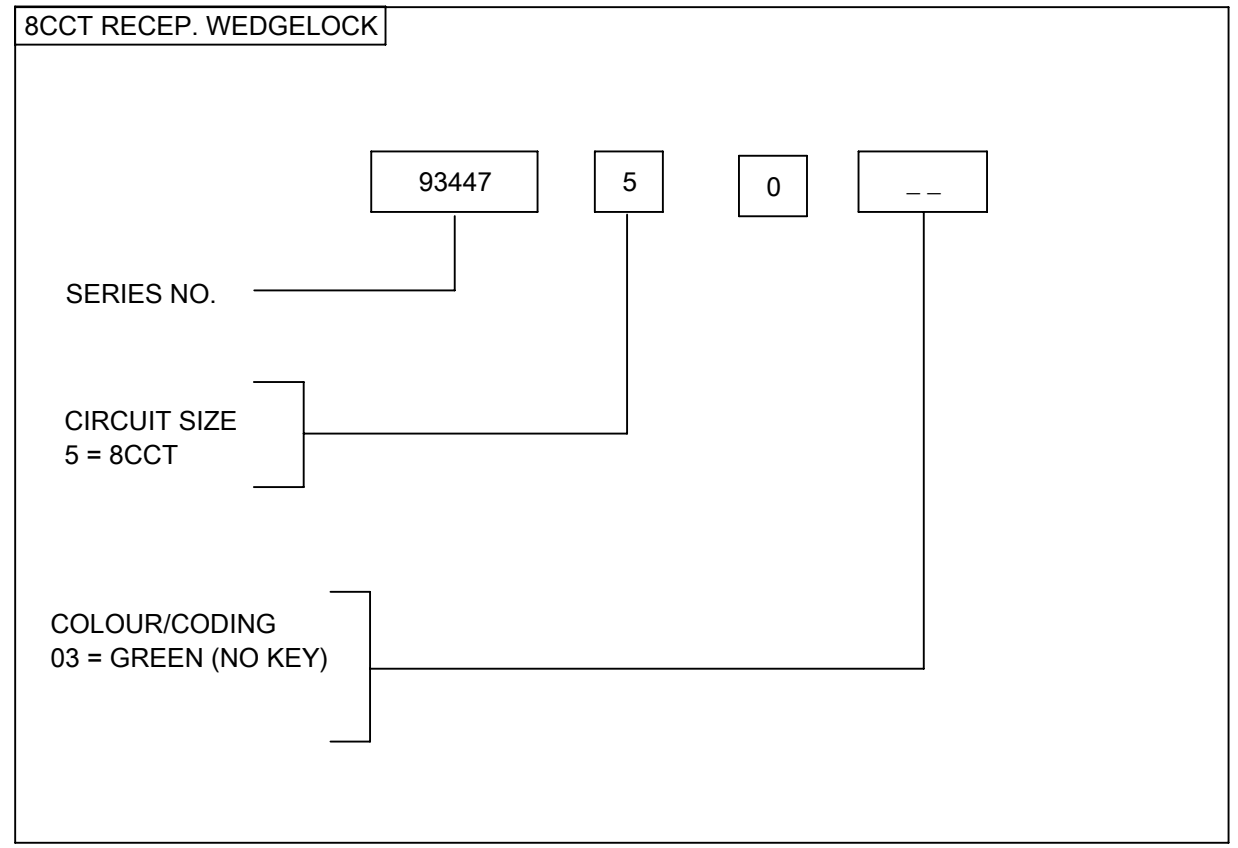 8CCT RECEP. WEDGELOCK
93447 5 0 _ _
SERIES NO.
CIRCUIT SIZE
5 = 8CCT
COLOUR/CODING
03 = GREEN (NO KEY)